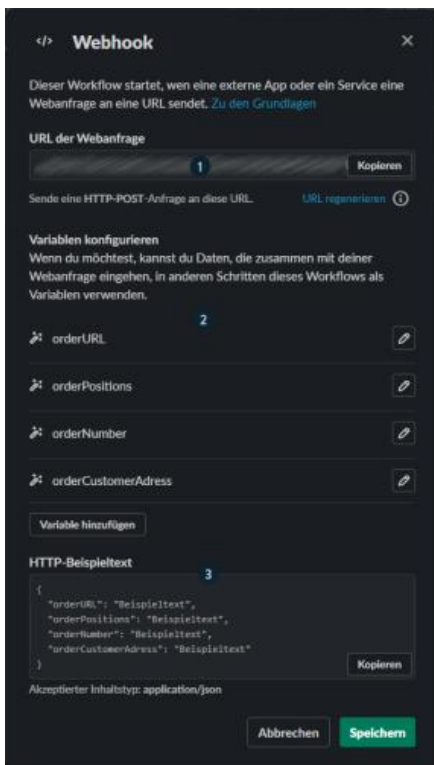 </> Webhook ×
Dieser Workflow startet, wen eine externe App oder ein Service eine
Webanfrage an eine URL sendet. Zu den Grundlagen
URL der Webanfrage
1 Kopieren
Sende eine HTTP-POST-Anfrage an diese URL. URL regenerieren
Variablen konfigurieren
Wenn du möchtest, kannst du Daten, die zusammen mit deiner
Webanfrage eingehen, in anderen Schritten dieses Workflows als
Variablen verwenden.
2
orderURL
orderPositions
orderNumber
orderCustomerAdress
Variable hinzufügen
HTTP-Beispieltext
3
{
"orderURL": "Beispieltext",
"orderPositions": "Beispieltext",
"orderNumber": "Beispieltext",
"orderCustomerAdress": "Beispieltext"
}
Kopieren
Akzeptierter Inhaltstyp: application/json
Abbrechen Speichern